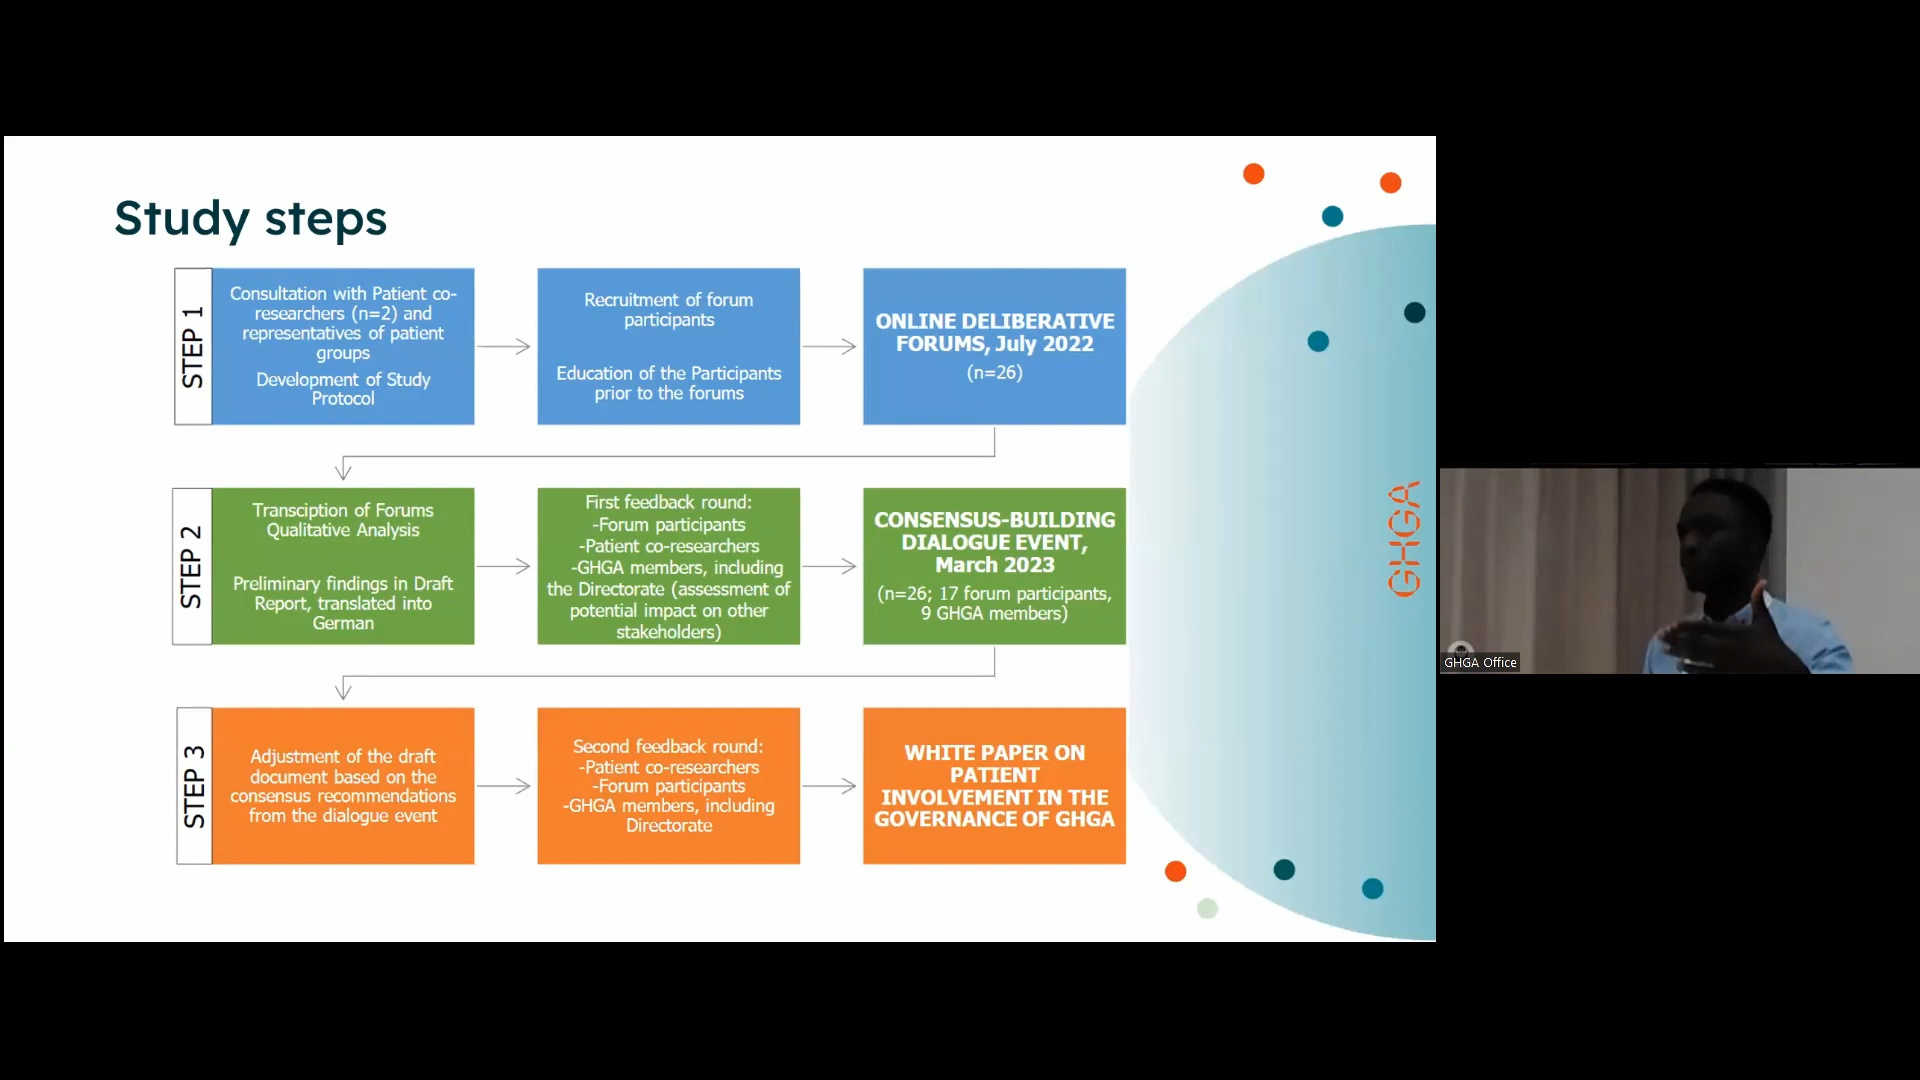 Study steps
STEP 1
Consultation with Patient co-
researchers (n=2) and
representatives of patient
groups
Development of Study
Protocol
Recruitment of forum
participants
Education of the Participants
prior to the forums
ONLINE DELIBERATIVE
FORUMS, July 2022
(n=26)
STEP 2
Transciption of Forums
Qualitative Analysis
Preliminary findings in Draft
Report, translated into
German
First feedback round:
-Forum participants
-Patient co-researchers
-GHGA members, including
the Directorate (assessment of
potential impact on other
stakeholders)
CONSENSUS-BUILDING
DIALOGUE EVENT,
March 2023
(n=26; 17 forum participants,
9 GHGA members)
STEP 3
Adjustment of the draft
document based on the
consensus recommendations
from the dialogue event
Second feedback round:
-Patient co-researchers
-Forum participants
-GHGA members, including
Directorate
WHITE PAPER ON
PATIENT
INVOLVEMENT IN THE
GOVERNANCE OF GHGA
GHGA
GHGA Office